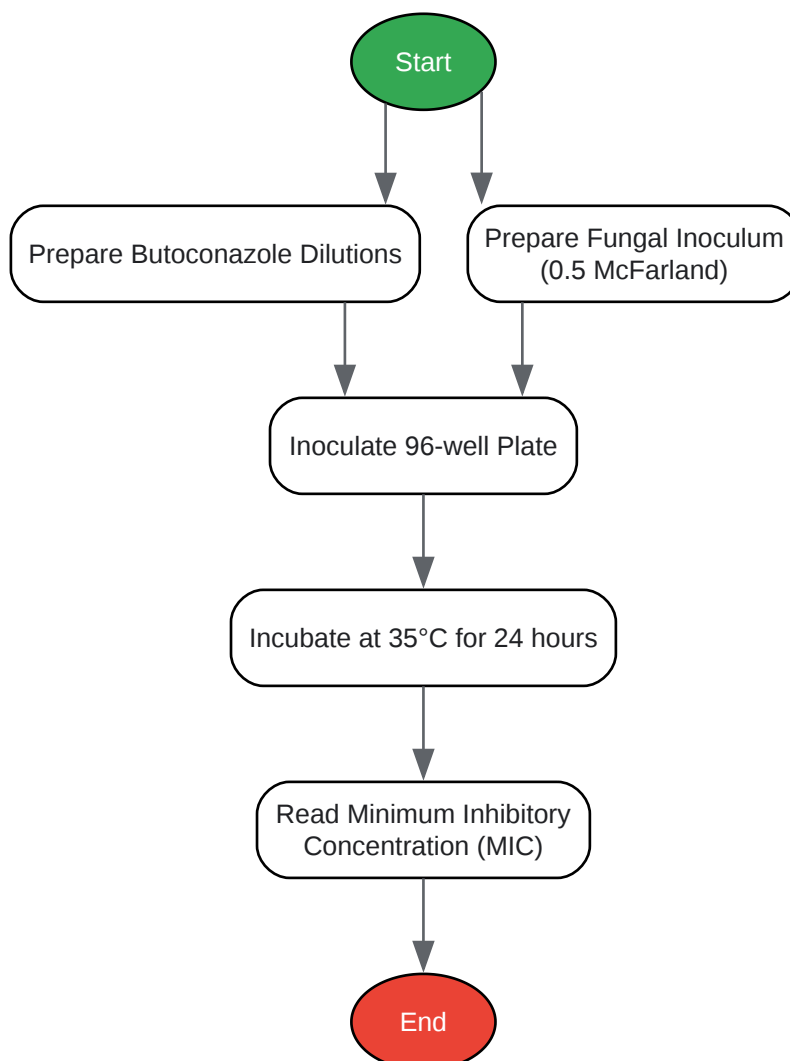 Start
Prepare Butoconazole Dilutions
Prepare Fungal Inoculum
(0.5 McFarland)
Inoculate 96-well Plate
Incubate at 35°C for 24 hours
Read Minimum Inhibitory
Concentration (MIC)
End